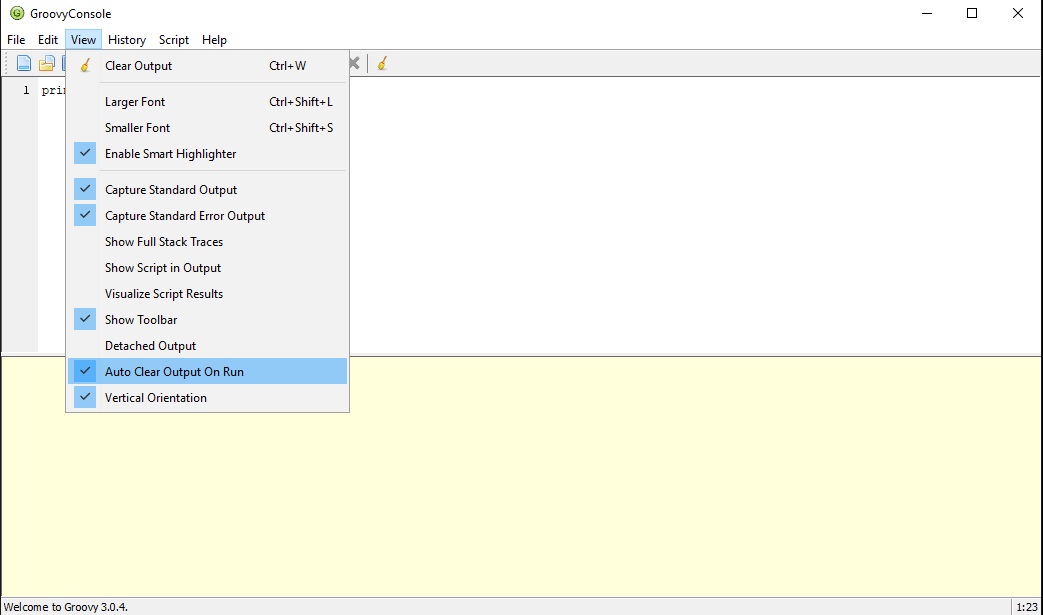 GroovyConsole
File Edit View History Script Help
Clear Output Ctrl+W
Larger Font Ctrl+Shift+L
Smaller Font Ctrl+Shift+S
Enable Smart Highlighter
Capture Standard Output
Capture Standard Error Output
Show Full Stack Traces
Show Script in Output
Visualize Script Results
Show Toolbar
Detached Output
Auto Clear Output On Run
Vertical Orientation
1
Welcome to Groovy 3.0.4. 1:23